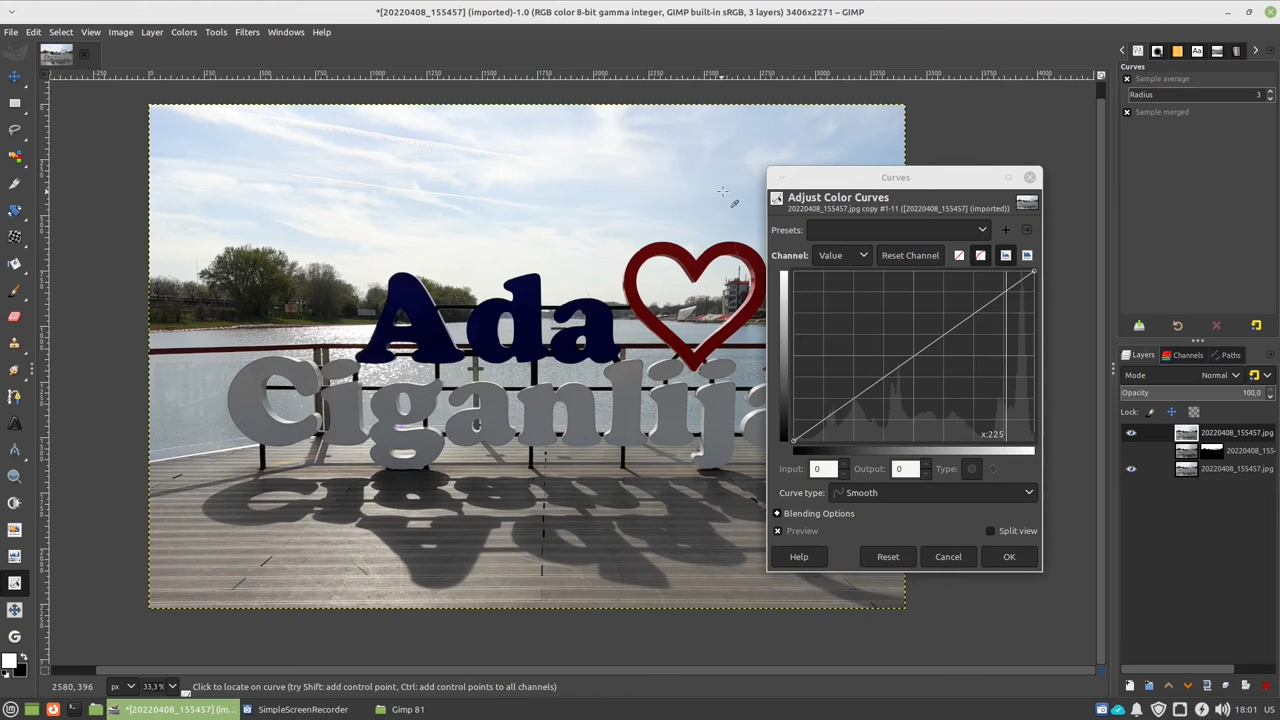 *[20220408_155457] (imported)-1.0 (RGB color 8-bit gamma integer, GIMP built-in sRGB, 3 layers) 3406x2271 – GIMP
File Edit Select View Image Layer Colors Tools Filters Windows Help
Curves
Sample average
Radius 3
Sample merged
Curves
Adjust Color Curves
20220408_155457.jpg copy #1-11 ([20220408_155457] (imported))
Presets:
Channel: Value Reset Channel
Ada
Ciganlija
x:225
Input: 0 Output: 0 Type:
Curve type: Smooth
Blending Options
Preview Split view
Help Reset Cancel OK
Layers Channels Paths
Mode Normal
Opacity 100,0
Lock:
20220408_155457.jpg
20220408_155
20220408_155457.jpg
2580, 396 px 33,3% Click to locate on curve (try Shift: add control point, Ctrl: add control points to all channels)
*[20220408_155457] (im... SimpleScreenRecorder Gimp 81 18:01 US